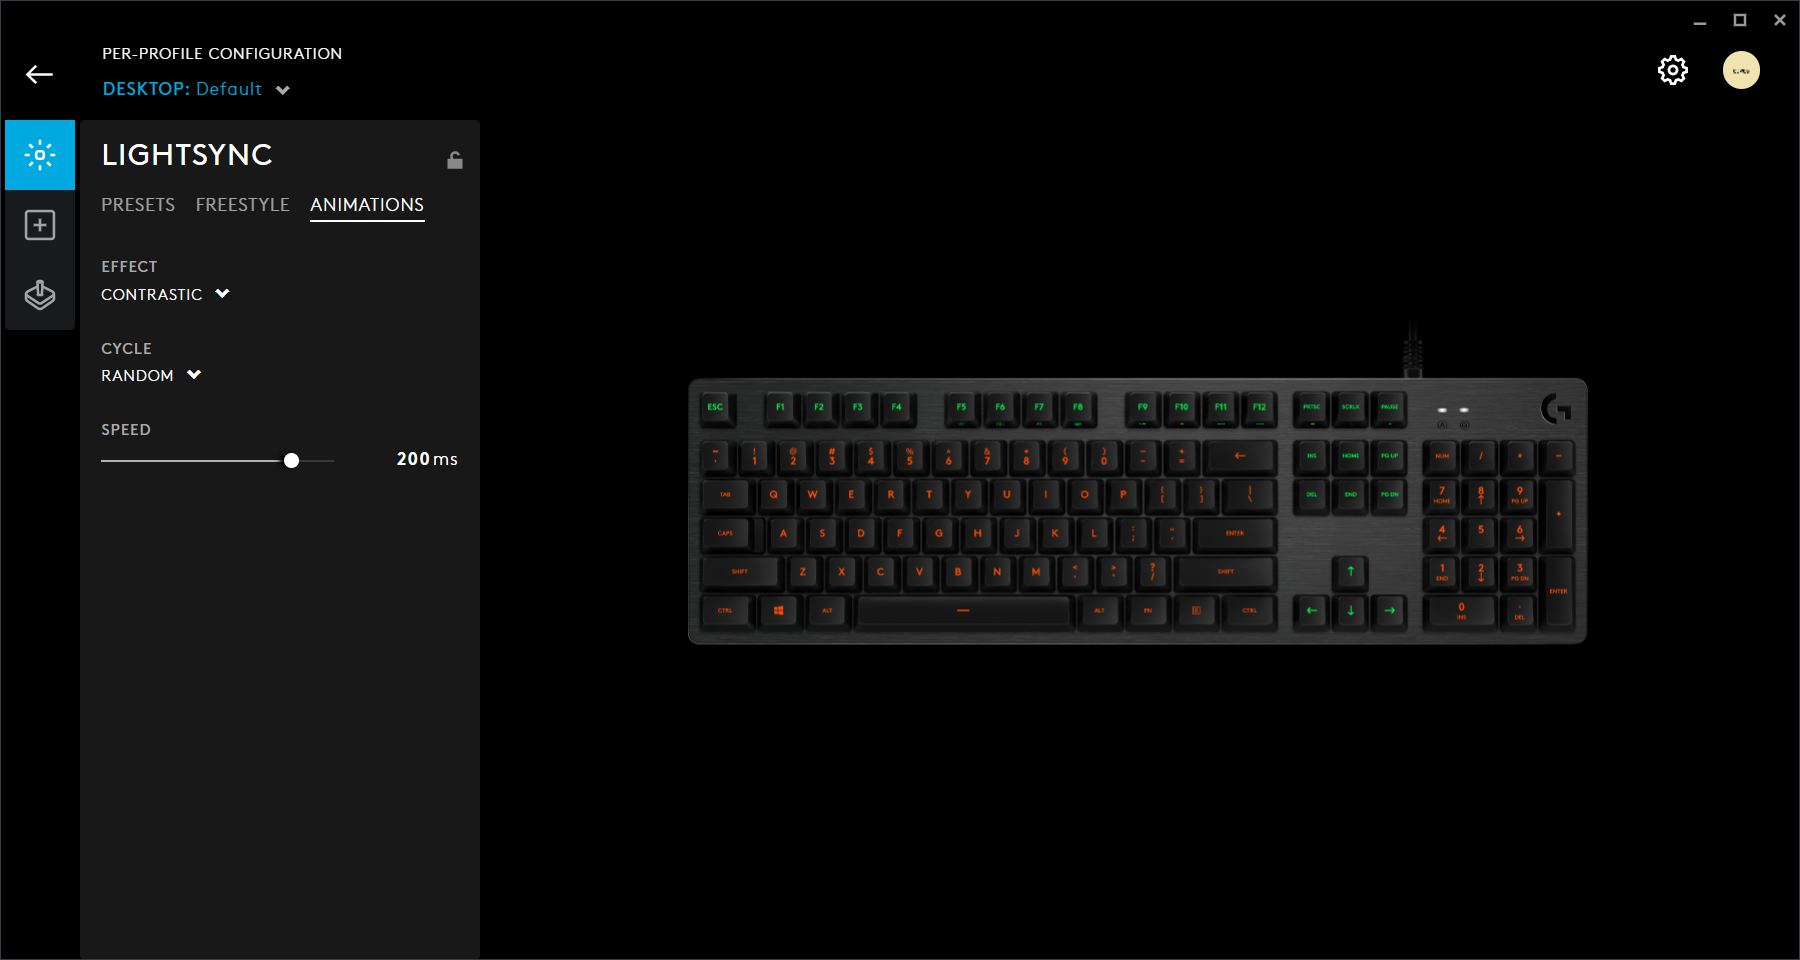 PER-PROFILE CONFIGURATION
DESKTOP: Default
LIGHTSYNC
PRESETS FREESTYLE ANIMATIONS
EFFECT
CONTRASTIC
CYCLE
RANDOM
SPEED
200 ms
ESC F1 F2 F3 F4 F5 F6 F7 F8 F9 F10 F11 F12 PRTSC SCRLK PAUSE
~ ! @ # $ % ^ & * ( ) _ + ← INS HOME PG UP NUM / * −
1 2 3 4 5 6 7 8 9 0 - =
TAB Q W E R T Y U I O P { } | DEL END PG DN 7 8 9
[ ] \ HOME ↑ PG UP
CAPS A S D F G H J K L : " ENTER 4 5 6 +
; ' ← →
SHIFT Z X C V B N M < > ? SHIFT ↑ 1 2 3
, . / END ↓ PG DN
CTRL ALT ALT FN CTRL ← ↓ → 0 . ENTER
INS DEL